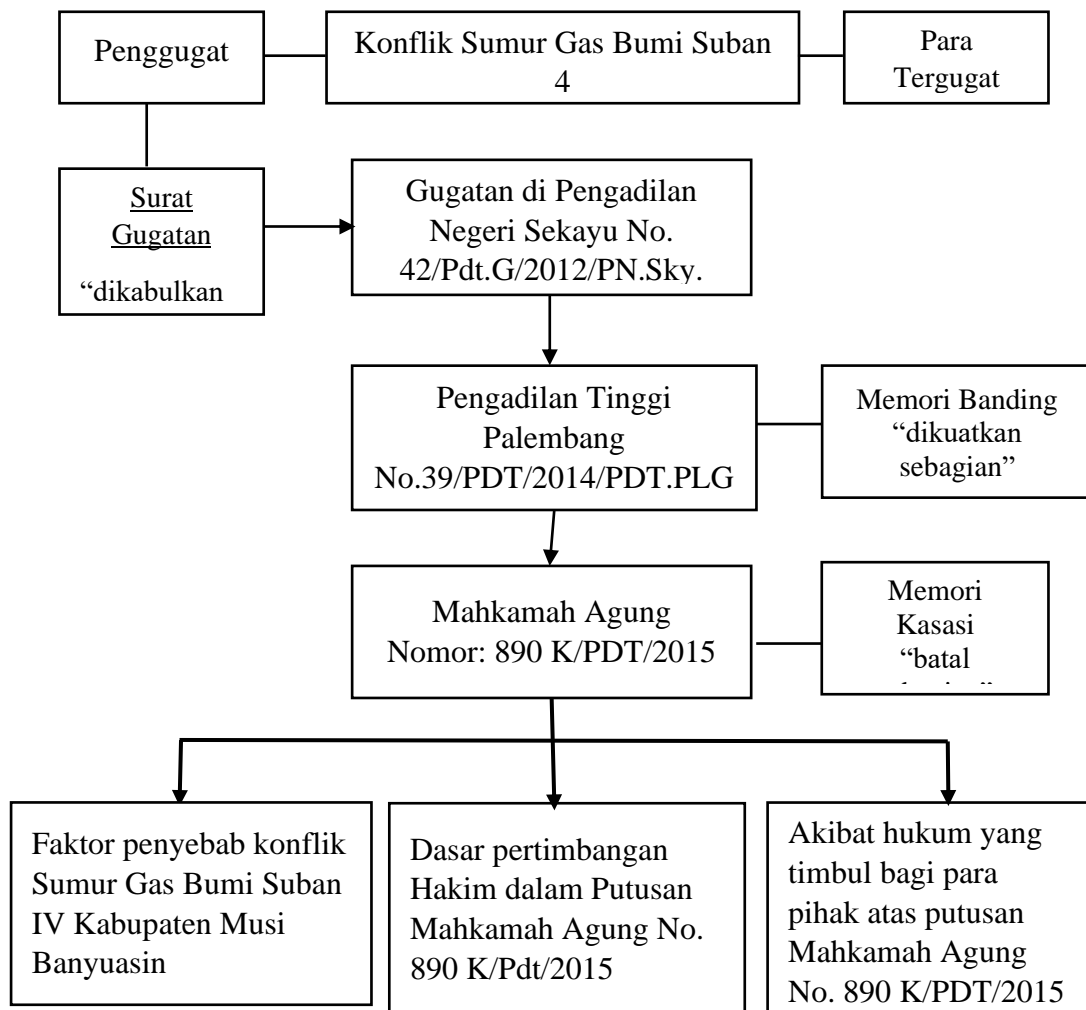 Penggugat
Konflik Sumur Gas Bumi Suban
4
Para
Tergugat
Surat
Gugatan
“dikabulkan
Gugatan di Pengadilan
Negeri Sekayu No.
42/Pdt.G/2012/PN.Sky.
Pengadilan Tinggi
Palembang
No.39/PDT/2014/PDT.PLG
Memori Banding
“dikuatkan
sebagian”
Mahkamah Agung
Nomor: 890 K/PDT/2015
Memori
Kasasi
“batal
Faktor penyebab konflik
Sumur Gas Bumi Suban
IV Kabupaten Musi
Banyuasin
Dasar pertimbangan
Hakim dalam Putusan
Mahkamah Agung No.
890 K/Pdt/2015
Akibat hukum yang
timbul bagi para
pihak atas putusan
Mahkamah Agung
No. 890 K/PDT/2015